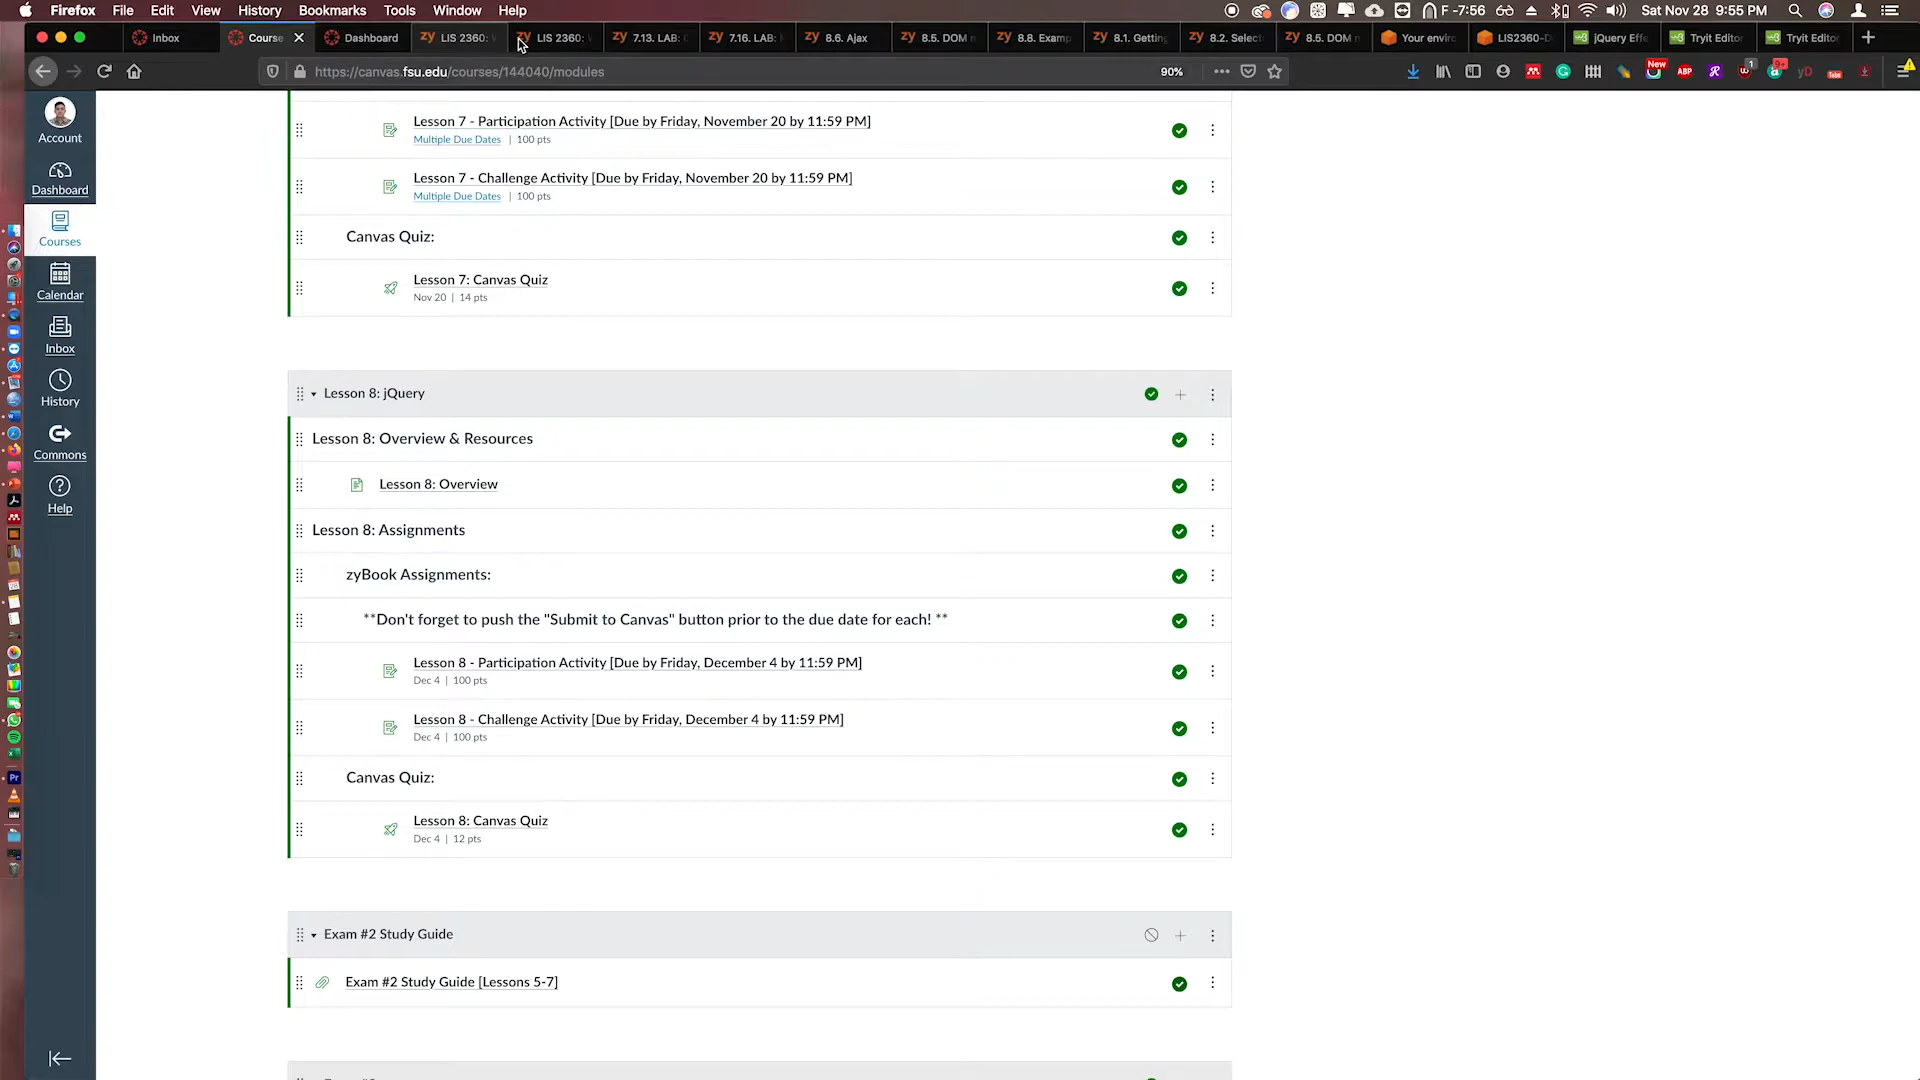 Firefox File Edit View History Bookmarks Tools Window Help F -7:56 Sat Nov 28 9:55 PM
Inbox Course Dashboard LIS 2360: LIS 2360: 7.13. LAB: 7.16. LAB: 8.6. Ajax 8.5. DOM 8.8. Examp 8.1. Getting 8.2. Select 8.5. DOM Your enviro LIS2360-D jQuery Effe Tryit Editor Tryit Editor
https://canvas.fsu.edu/courses/144040/modules 90%
New ABP 1 9+
Account
Dashboard
Courses
Calendar
Inbox
History
Commons
Help
Lesson 7 - Participation Activity [Due by Friday, November 20 by 11:59 PM]
Multiple Due Dates | 100 pts
Lesson 7 - Challenge Activity [Due by Friday, November 20 by 11:59 PM]
Multiple Due Dates | 100 pts
Canvas Quiz:
Lesson 7: Canvas Quiz
Nov 20 | 14 pts
Lesson 8: jQuery
Lesson 8: Overview & Resources
Lesson 8: Overview
Lesson 8: Assignments
zyBook Assignments:
**Don't forget to push the "Submit to Canvas" button prior to the due date for each! **
Lesson 8 - Participation Activity [Due by Friday, December 4 by 11:59 PM]
Dec 4 | 100 pts
Lesson 8 - Challenge Activity [Due by Friday, December 4 by 11:59 PM]
Dec 4 | 100 pts
Canvas Quiz:
Lesson 8: Canvas Quiz
Dec 4 | 12 pts
Exam #2 Study Guide
Exam #2 Study Guide [Lessons 5-7]